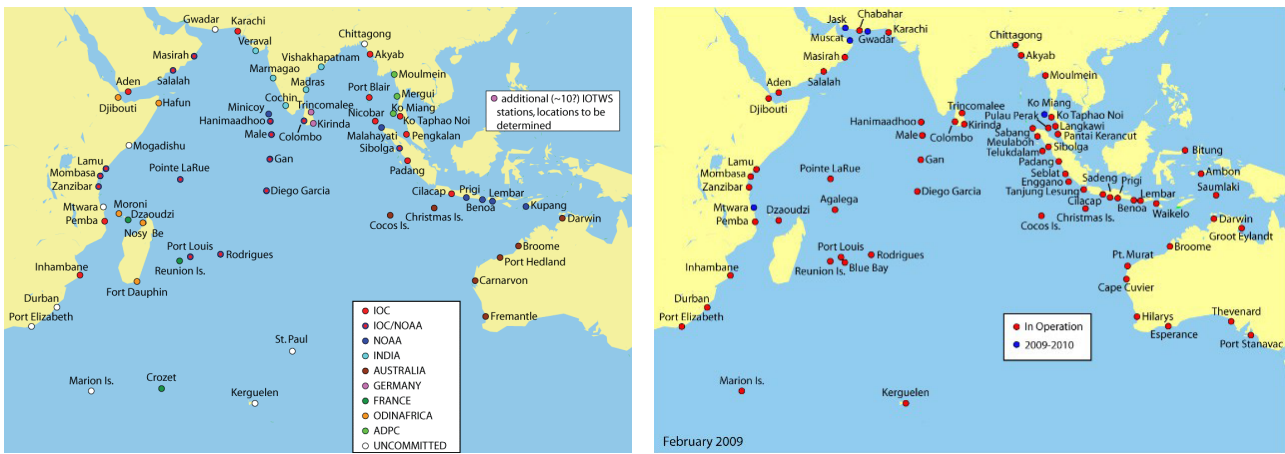 Gwadar
Karachi
Veraval
Chittagong
Akyab
Masirah
Vishakhapatnam
Salalah
Marmagao
Moulmein
Aden
Madras
Port Blair
Mergui
Djibouti
Hafun
Cochin
Trincomalee
Ko Miang
Minicoy
Nicobar
Hanimaadhoo
Kirinda
Ko Taphao Noi
Male
Colombo
Malahayati
Pengkalan
Mogadishu
Sibolga
Gan
Padang
Lamu
Mombasa
Pointe LaRue
Zanzibar
Diego Garcia
Cilacap
Prigi
Lembar
Mtwara
Moroni
Benoa
Kupang
Pemba
Dzaoudzi
Christmas Is.
Darwin
Nosy Be
Cocos Is.
Port Louis
Broome
Rodrigues
Port Hedland
Reunion Is.
Inhambane
Carnarvon
Fort Dauphin
Durban
Port Elizabeth
Fremantle
St. Paul
Marion Is.
Crozet
Kerguelen
additional (~10?) IOTWS
stations, locations to be
determined
IOC
IOC/NOAA
NOAA
INDIA
AUSTRALIA
GERMANY
FRANCE
ODINAFRICA
ADPC
UNCOMMITTED
Jask
Chabahar
Muscat
Gwadar
Karachi
Chittagong
Masirah
Akyab
Salalah
Moulmein
Aden
Djibouti
Trincomalee
Ko Miang
Pulau Perak
Ko Taphao Noi
Hanimaadhoo
Kirinda
Sabang
Langkawi
Male
Colombo
Meulaboh
Pantai Kerancut
Telukdalam
Sibolga
Bitung
Gan
Padang
Lamu
Pointe LaRue
Seblat
Ambon
Mombasa
Enggano
Sadeng
Prigi
Saumlaki
Zanzibar
Diego Garcia
Tanjung Lesung
Lembar
Mtwara
Agalega
Cilacap
Benoa
Waikelo
Pemba
Dzaoudzi
Christmas Is.
Cocos Is.
Darwin
Groot Eylandt
Port Louis
Broome
Rodrigues
Pt. Murat
Reunion Is.
Blue Bay
Inhambane
Cape Cuvier
Durban
Port Elizabeth
Hilarys
Thevenard
Esperance
Port Stanavac
In Operation
2009-2010
Marion Is.
Kerguelen
February 2009